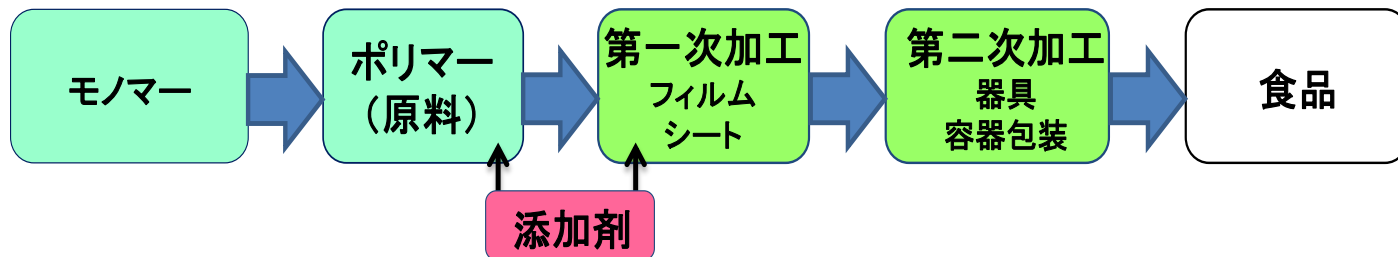 モノマー
ポリマー
（原料）
第一次加工
フィルム
シート
第二次加工
器具
容器包装
食品
添加剤